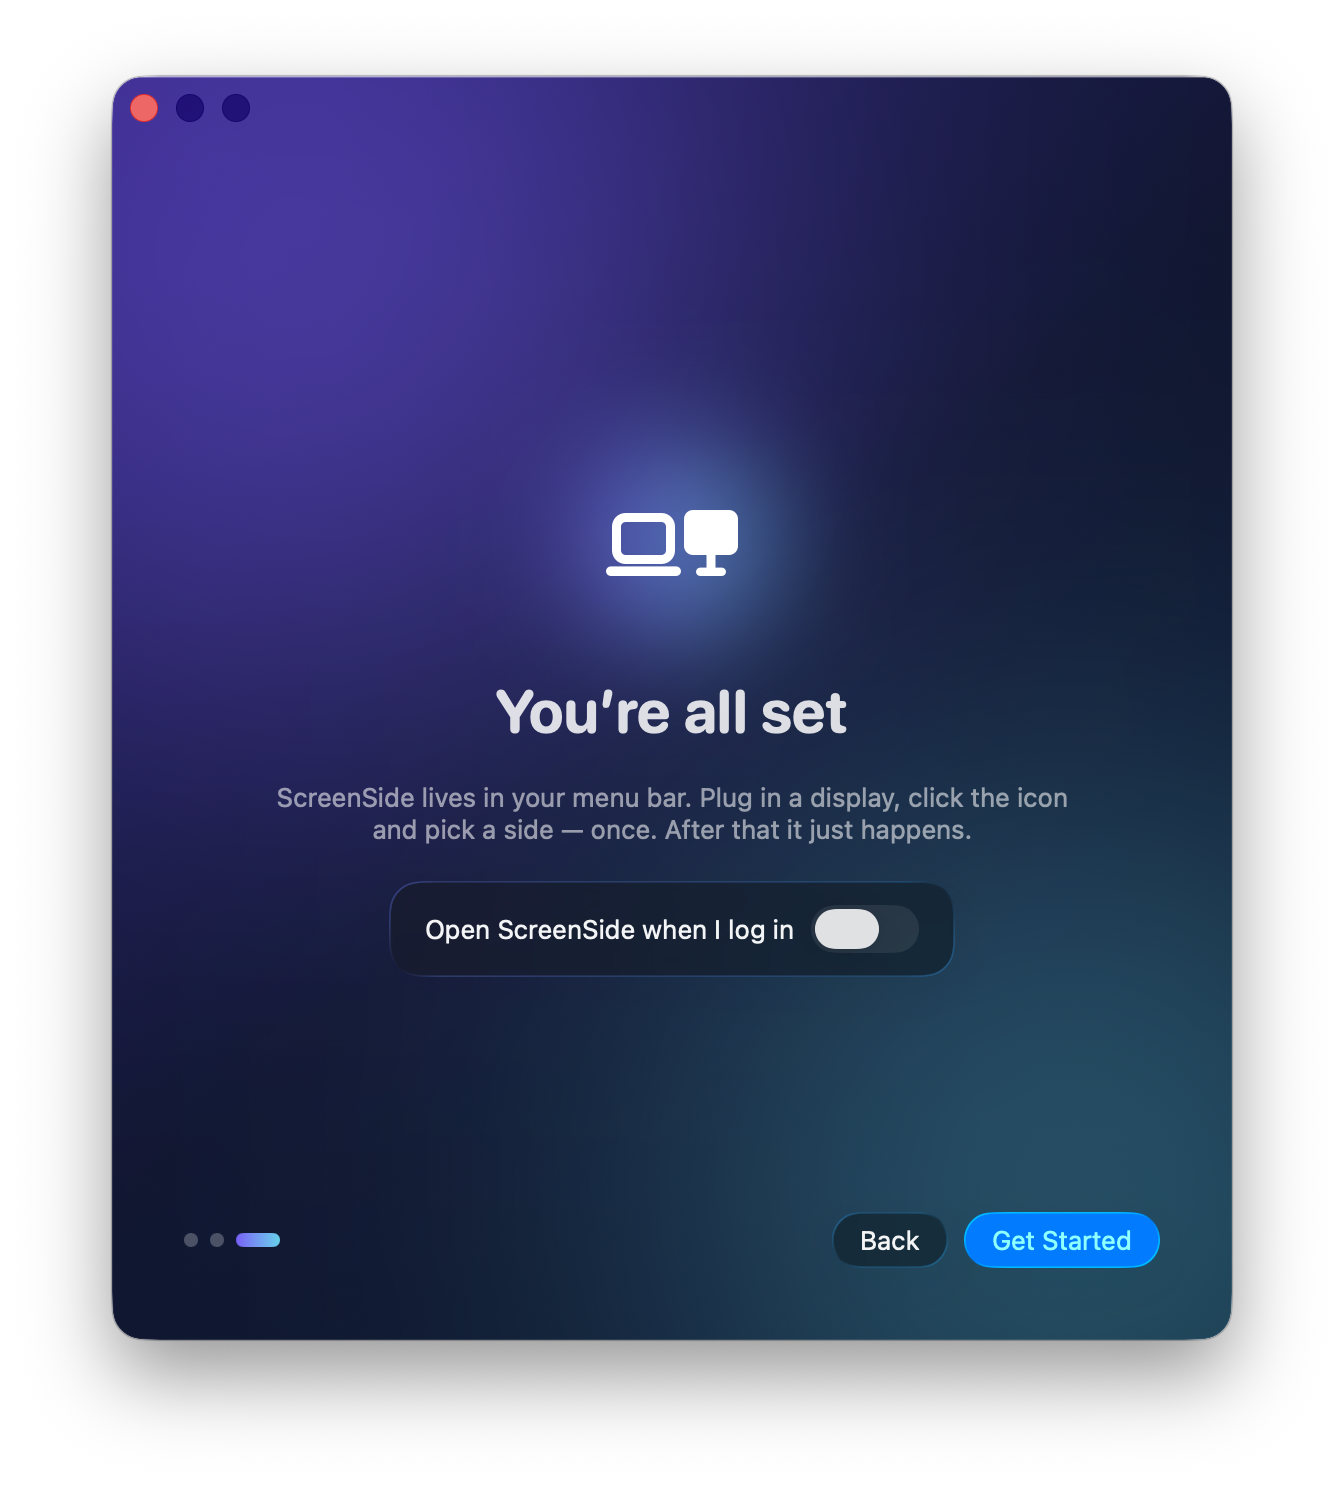 You're all set
ScreenSide lives in your menu bar. Plug in a display, click the icon
and pick a side — once. After that it just happens.
Open ScreenSide when I log in
Back
Get Started